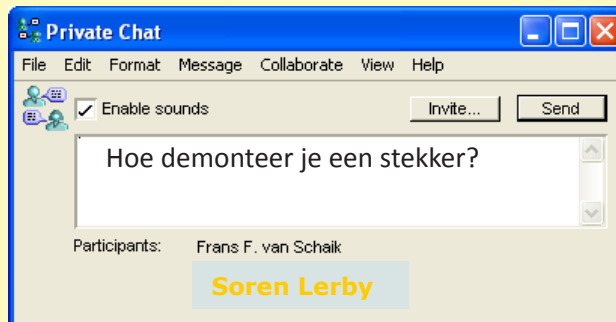 Private Chat
File Edit Format Message Collaborate View Help
Enable sounds Invite... Send
Hoe demonteer je een stekker?
Participants: Frans F. van Schaik
Soren Lerby